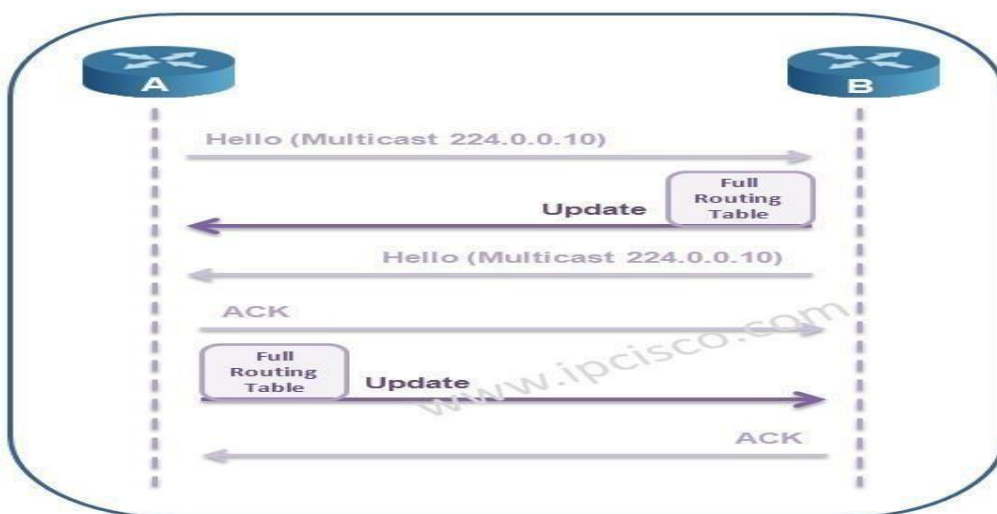 A
B
Hello (Multicast 224.0.0.10)
Full
Routing
Table
Update
Hello (Multicast 224.0.0.10)
ACK
www.ipcisco.com
Full
Routing
Table
Update
ACK